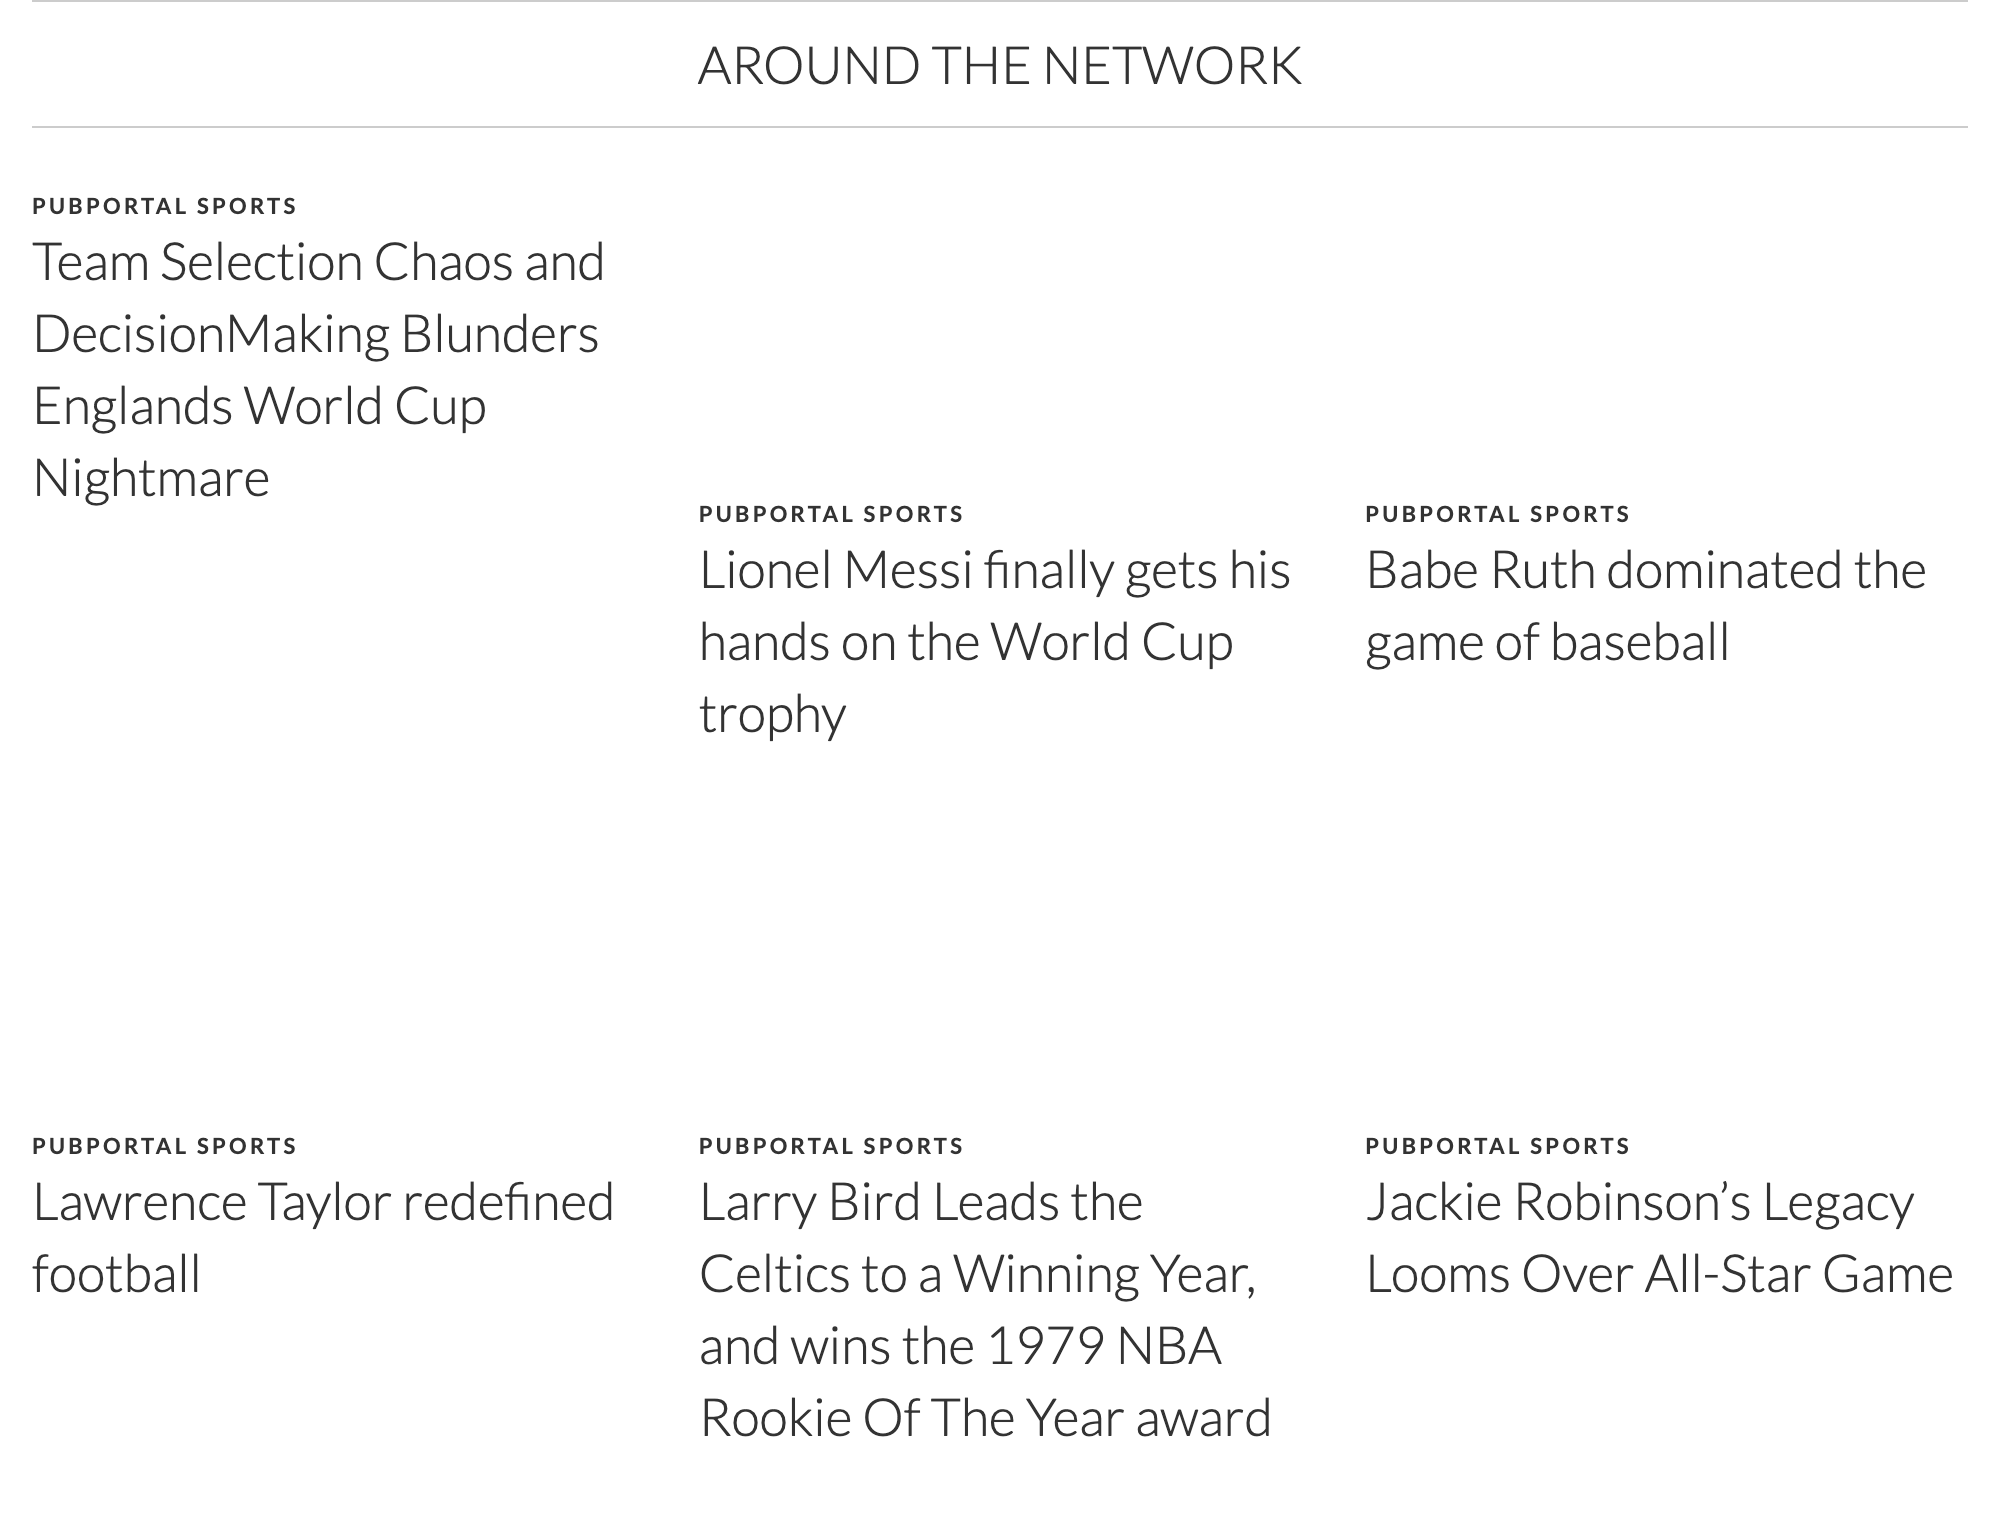 AROUND THE NETWORK
PUBPORTAL SPORTS
Team Selection Chaos and
DecisionMaking Blunders
Englands World Cup
Nightmare
PUBPORTAL SPORTS
Lionel Messi finally gets his
hands on the World Cup
trophy
PUBPORTAL SPORTS
Babe Ruth dominated the
game of baseball
PUBPORTAL SPORTS
Lawrence Taylor redefined
football
PUBPORTAL SPORTS
Larry Bird Leads the
Celtics to a Winning Year,
and wins the 1979 NBA
Rookie Of The Year award
PUBPORTAL SPORTS
Jackie Robinson’s Legacy
Looms Over All-Star Game